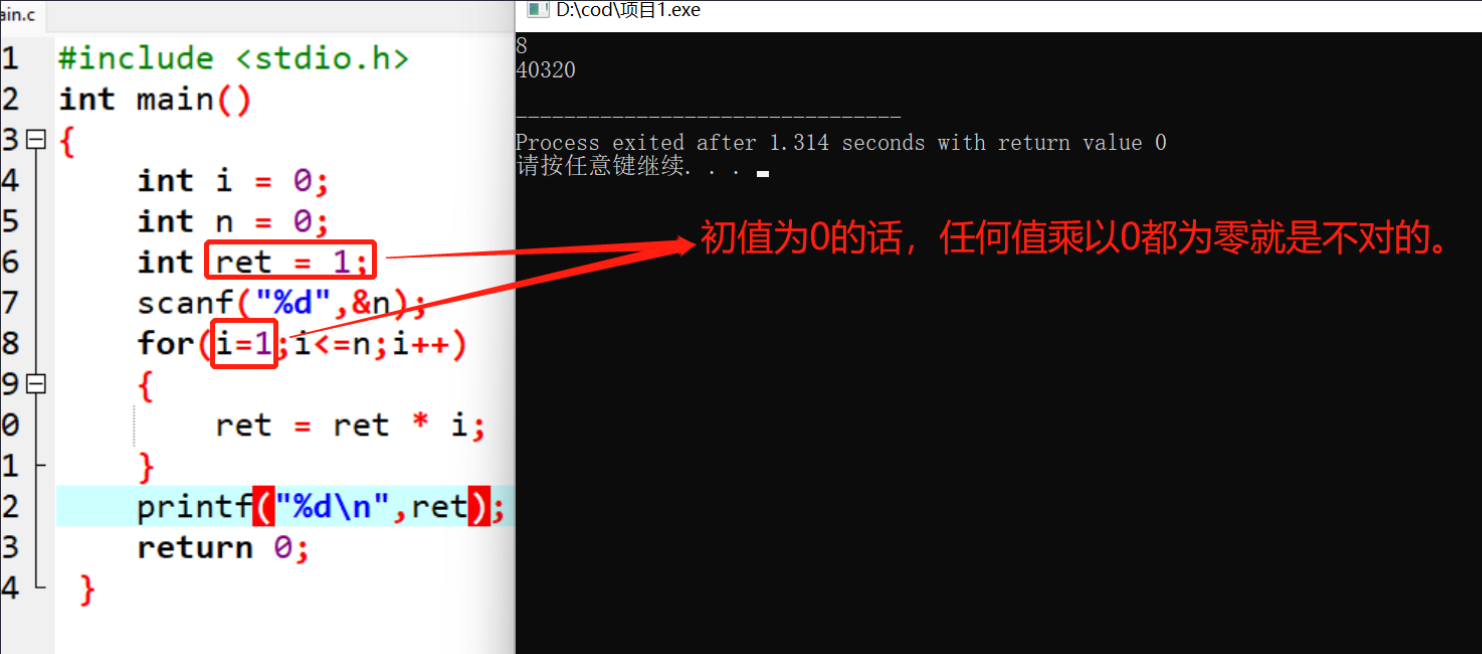 ain.c
1 #include <stdio.h>
2 int main()
3 {
4 int i = 0;
5 int n = 0;
6 int ret = 1;
7 scanf("%d",&n);
8 for(i=1;i<=n;i++)
9 {
0 ret = ret * i;
1 }
2 printf("%d\n",ret);
3 return 0;
4 }
D:\cod\项目1.exe
8
40320
--------------------------------
Process exited after 1.314 seconds with return value 0
请按任意键继续. . .
初值为0的话，任何值乘以0都为零就是不对的。